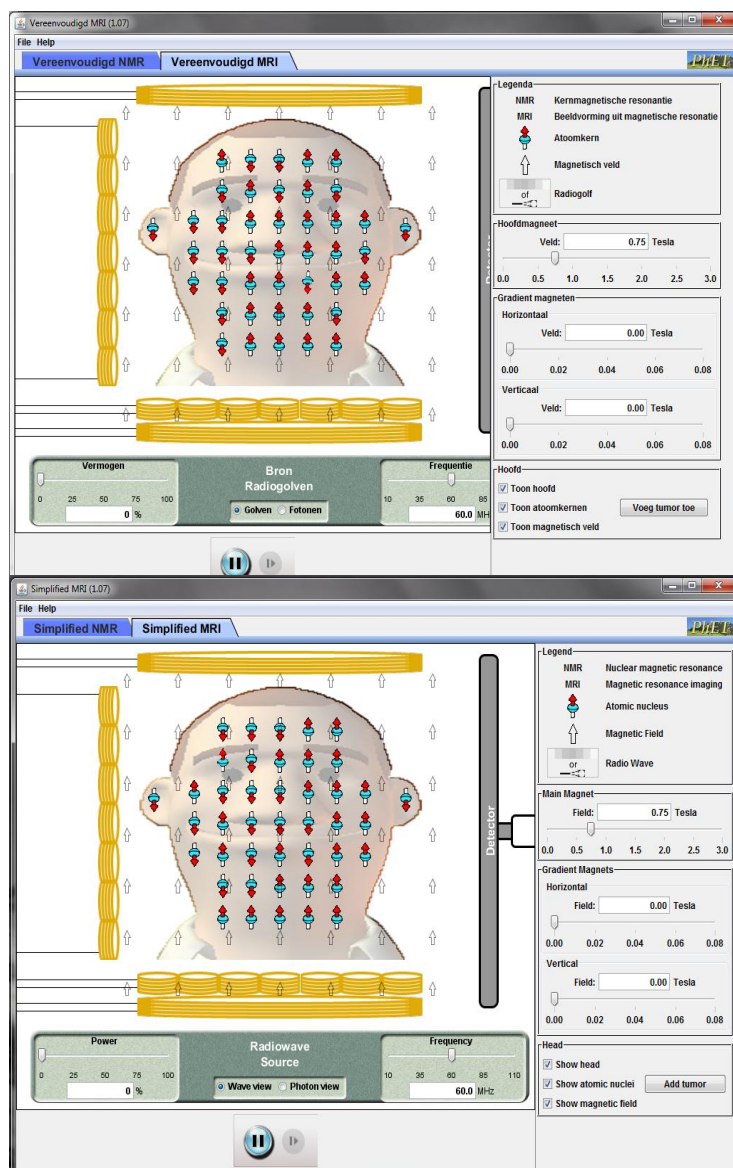 Vereenvoudigd MRI (1.07)
File Help
Vereenvoudigd NMR Vereenvoudigd MRI
PhET
Legenda
NMR Kernmagnetische resonantie
MRI Beeldvorming uit magnetische resonatie
Atoomkern
Magnetisch veld
of Radiogolf
Hoofdmagneet
Veld: 0.75 Tesla
0.0 0.5 1.0 1.5 2.0 2.5 3.0
Gradient magneten
Horizontaal
Veld: 0.00 Tesla
0.00 0.02 0.04 0.06 0.08
Verticaal
Veld: 0.00 Tesla
0.00 0.02 0.04 0.06 0.08
Hoofd
Toon hoofd
Toon atoomkernen Voeg tumor toe
Toon magnetisch veld
Vermogen
0 25 50 75 100
0 %
Bron
Radiogolven
Golven Fotonen
Frequentie
10 35 60 85
60.0 MH
Simplified MRI (1.07)
File Help
Simplified NMR Simplified MRI
PhET
Detector
Legend
NMR Nuclear magnetic resonance
MRI Magnetic resonance imaging
Atomic nucleus
Magnetic Field
or Radio Wave
Main Magnet
Field: 0.75 Tesla
0.0 0.5 1.0 1.5 2.0 2.5 3.0
Gradient Magnets
Horizontal
Field: 0.00 Tesla
0.00 0.02 0.04 0.06 0.08
Vertical
Field: 0.00 Tesla
0.00 0.02 0.04 0.06 0.08
Head
Show head
Show atomic nuclei Add tumor
Show magnetic field
Power
0 25 50 75 100
0 %
Radiowave
Source
Wave view Photon view
Frequency
10 35 60 85 110
60.0 MHz